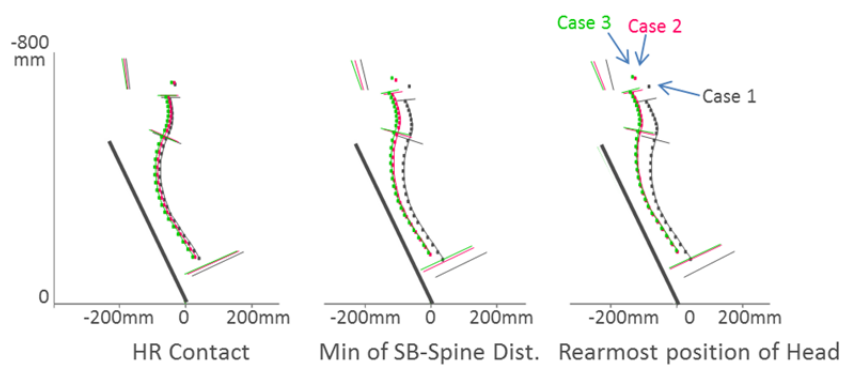 Case 3
Case 2
-800
mm
Case 1
0
-200mm 0 200mm
-200mm 0 200mm
-200mm 0 200mm
HR Contact
Min of SB-Spine Dist.
Rearmost position of Head